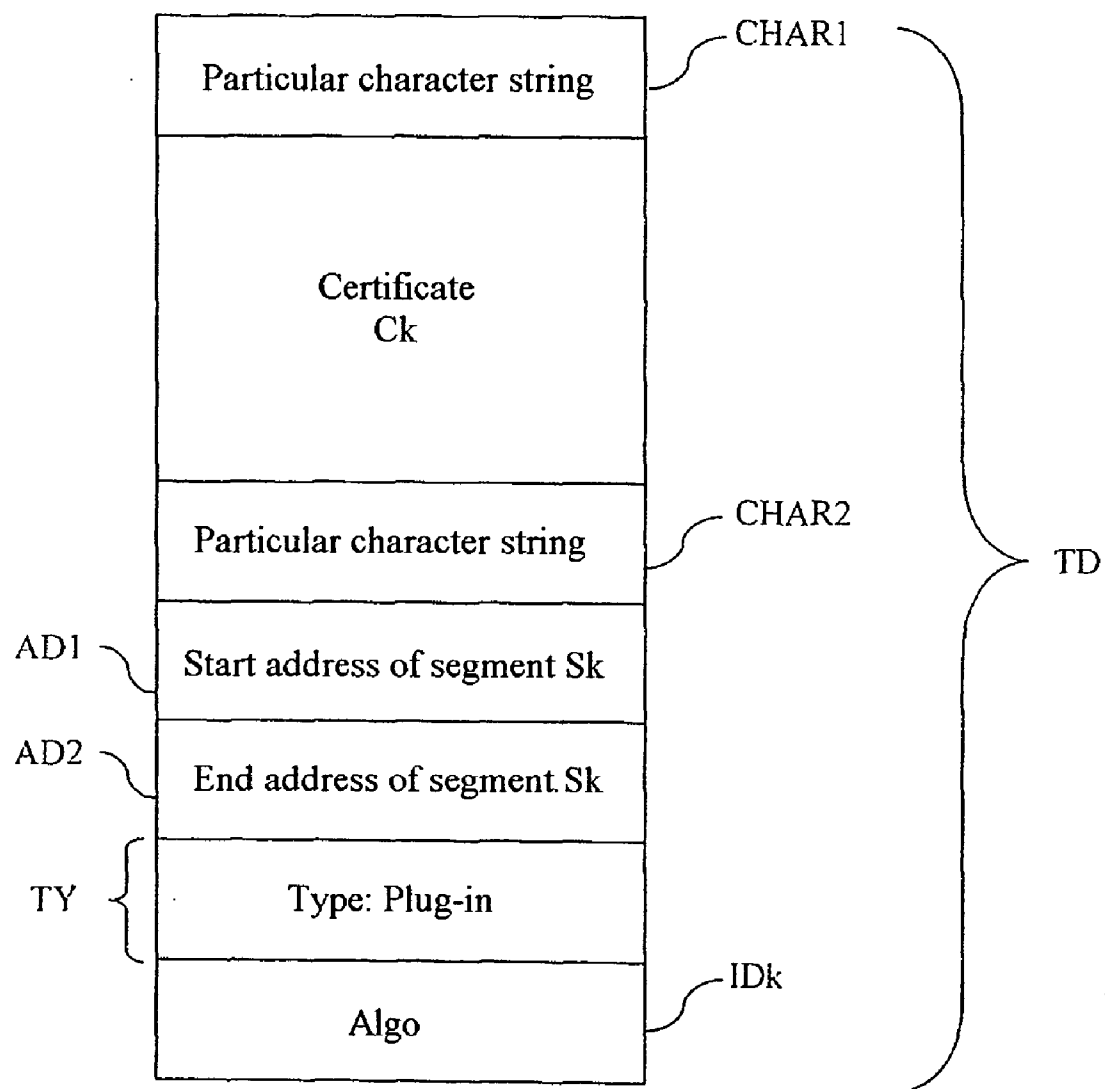 CHAR1
Particular character string
Certificate
Ck
CHAR2
Particular character string
TD
AD1
Start address of segment Sk
AD2
End address of segment Sk
TY
Type: Plug-in
IDk
Algo